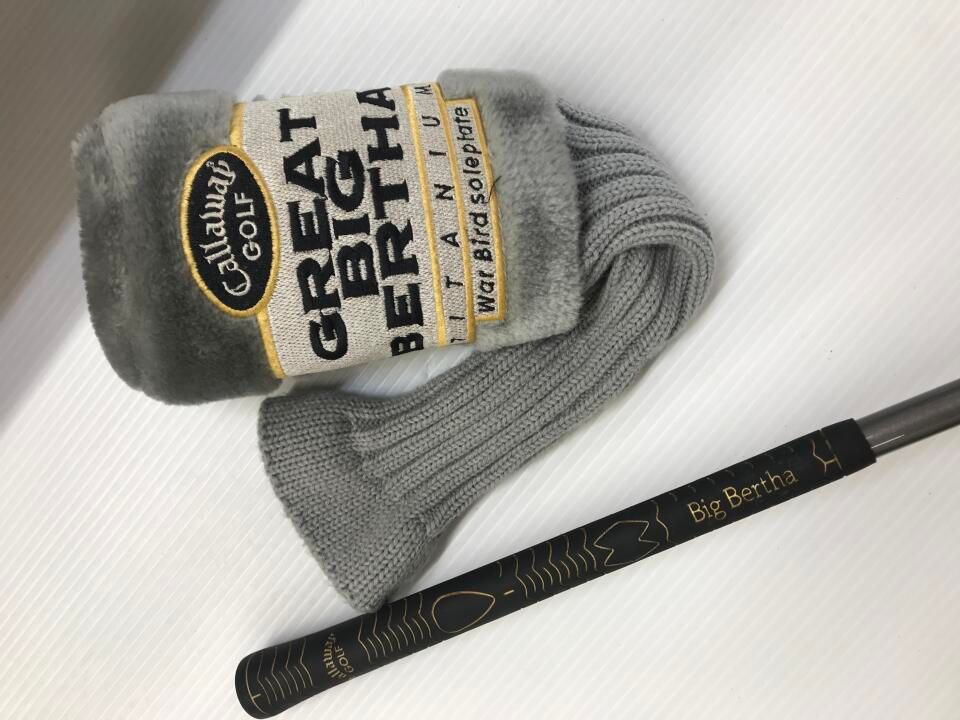 Callaway
GOLF
GREAT
BIG
BERTHA
TITANIUM
War Bird soleplate
Big Bertha
Callaway
GOLF